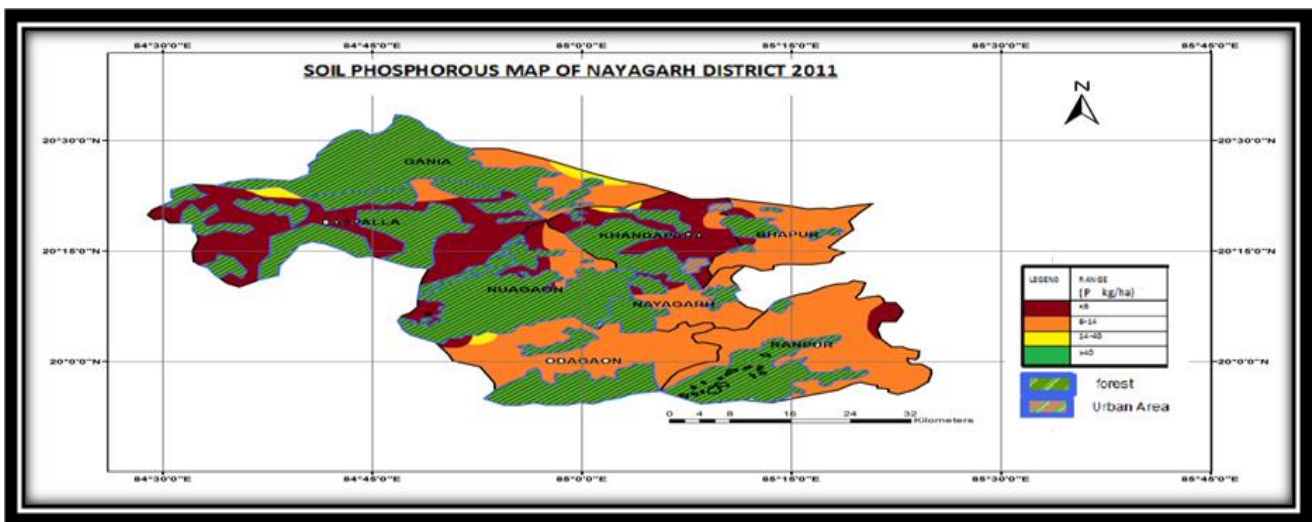 84°30'0"E 84°45'0"E 85°0'0"E 85°15'0"E 85°30'0"E 85°45'0"E
SOIL PHOSPHOROUS MAP OF NAYAGARH DISTRICT 2011
N
20°30'0"N 20°30'0"N
GANIA
DASPALLA
KHANDAPADA BHAPUR
20°15'0"N 20°15'0"N
NUAGAON
NAYAGARH
RANPUR
ODAGAON
20°0'0"N 20°0'0"N
LEGEND RANGE
(P kg/ha)
14-40
>40
forest
Urban Area
0 4 8 16 24 32
Kilometers
84°30'0"E 84°45'0"E 85°0'0"E 85°15'0"E 85°30'0"E 85°45'0"E